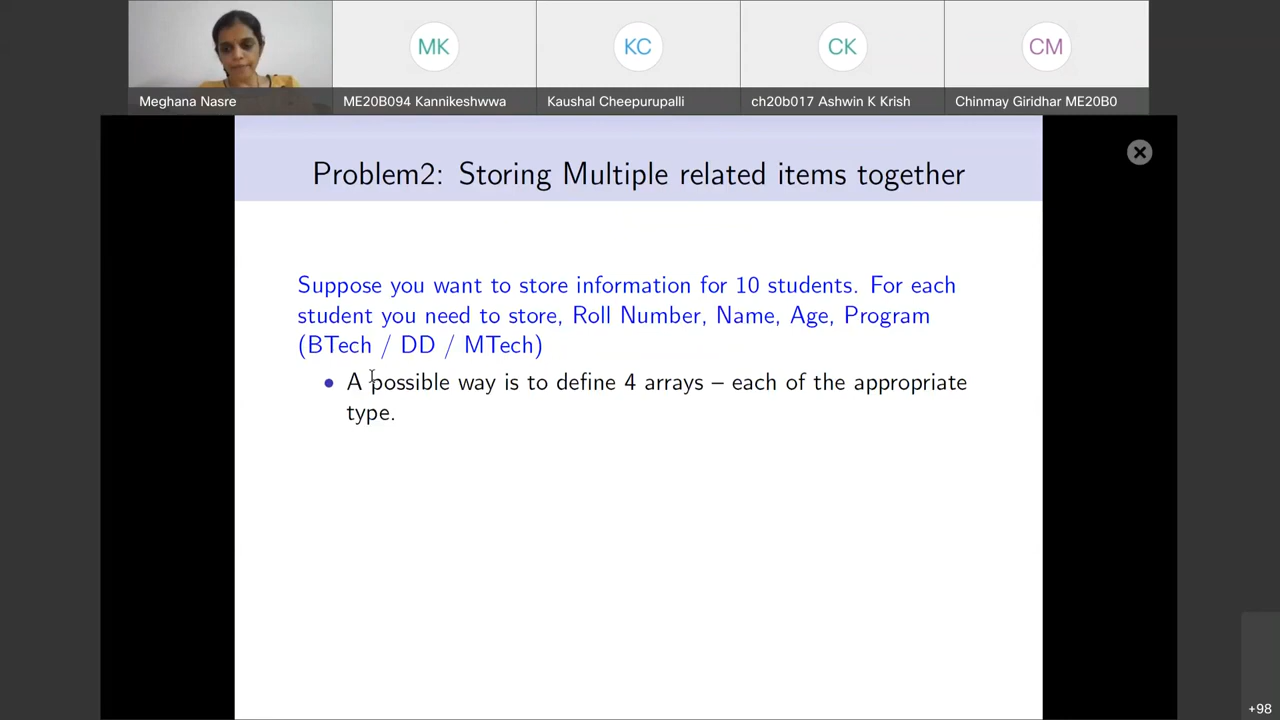 MK
KC
CK
CM
Meghana Nasre
ME20B094 Kannikeshwwa
Kaushal Cheepurupalli
ch20b017 Ashwin K Krish
Chinmay Giridhar ME20B0
Problem2: Storing Multiple related items together
Suppose you want to store information for 10 students. For each
student you need to store, Roll Number, Name, Age, Program
(BTech / DD / MTech)
• A possible way is to define 4 arrays – each of the appropriate
type.
+98